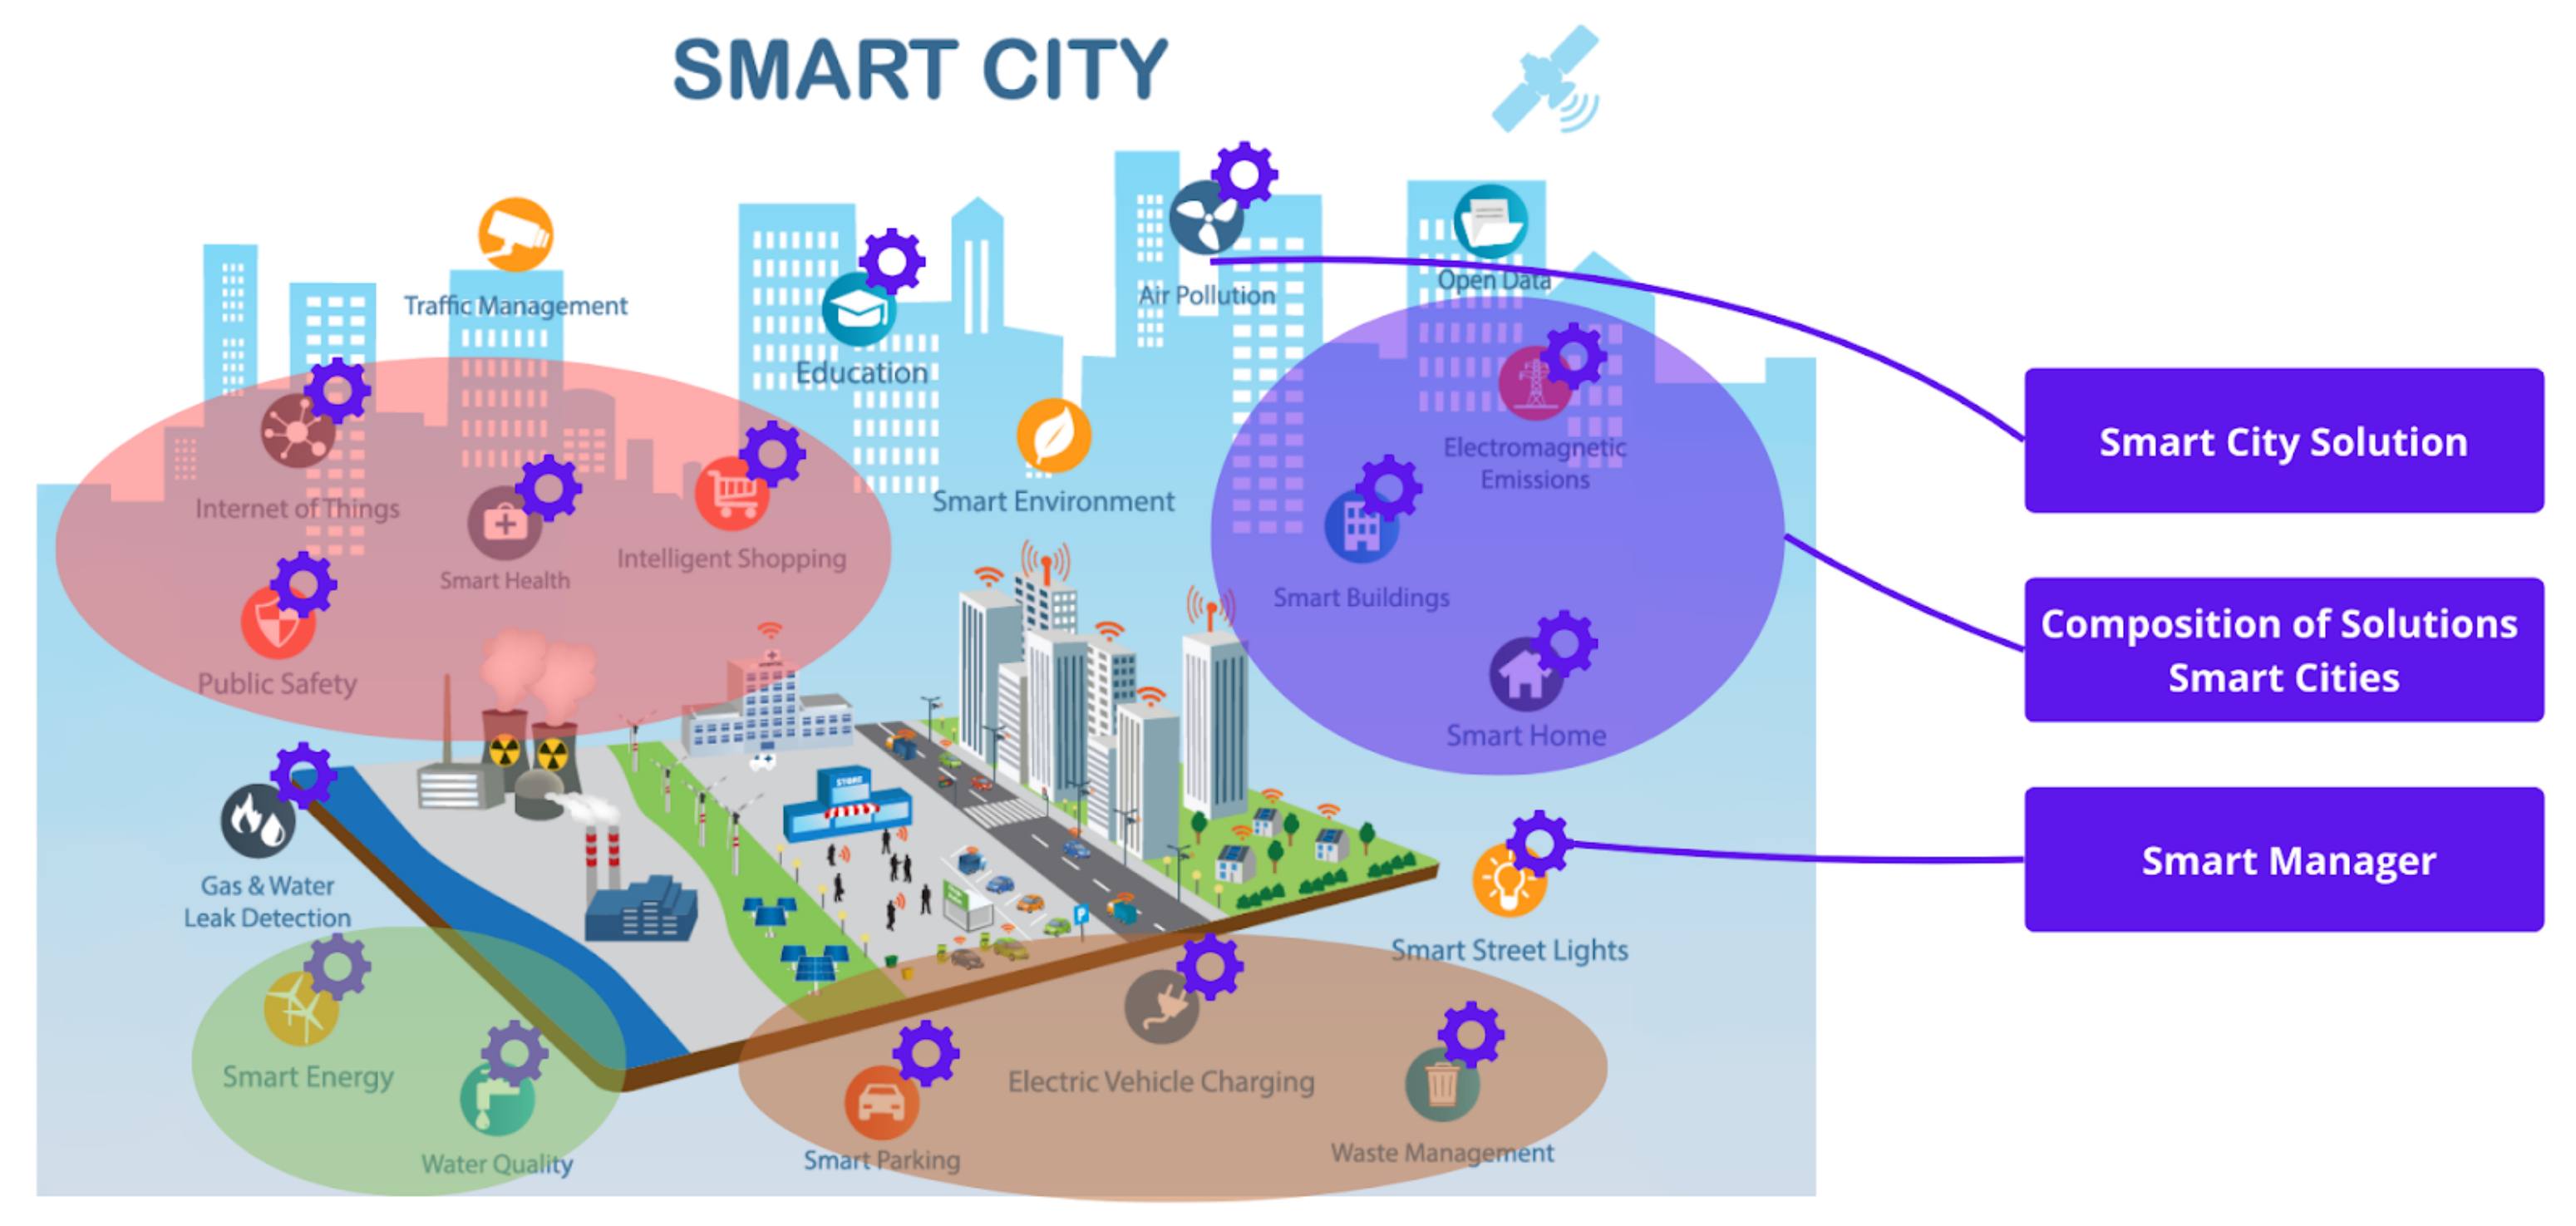 SMART CITY
Traffic Management
Education
Air Pollution
Open Data
Internet of Things
Smart Health
Intelligent Shopping
Public Safety
Smart Environment
Electromagnetic
Emissions
Smart Buildings
Smart Home
STORE
P
Gas & Water
Leak Detection
Smart Energy
Water Quality
Smart Parking
Electric Vehicle Charging
Waste Management
Smart Street Lights
Smart City Solution
Composition of Solutions
Smart Cities
Smart Manager